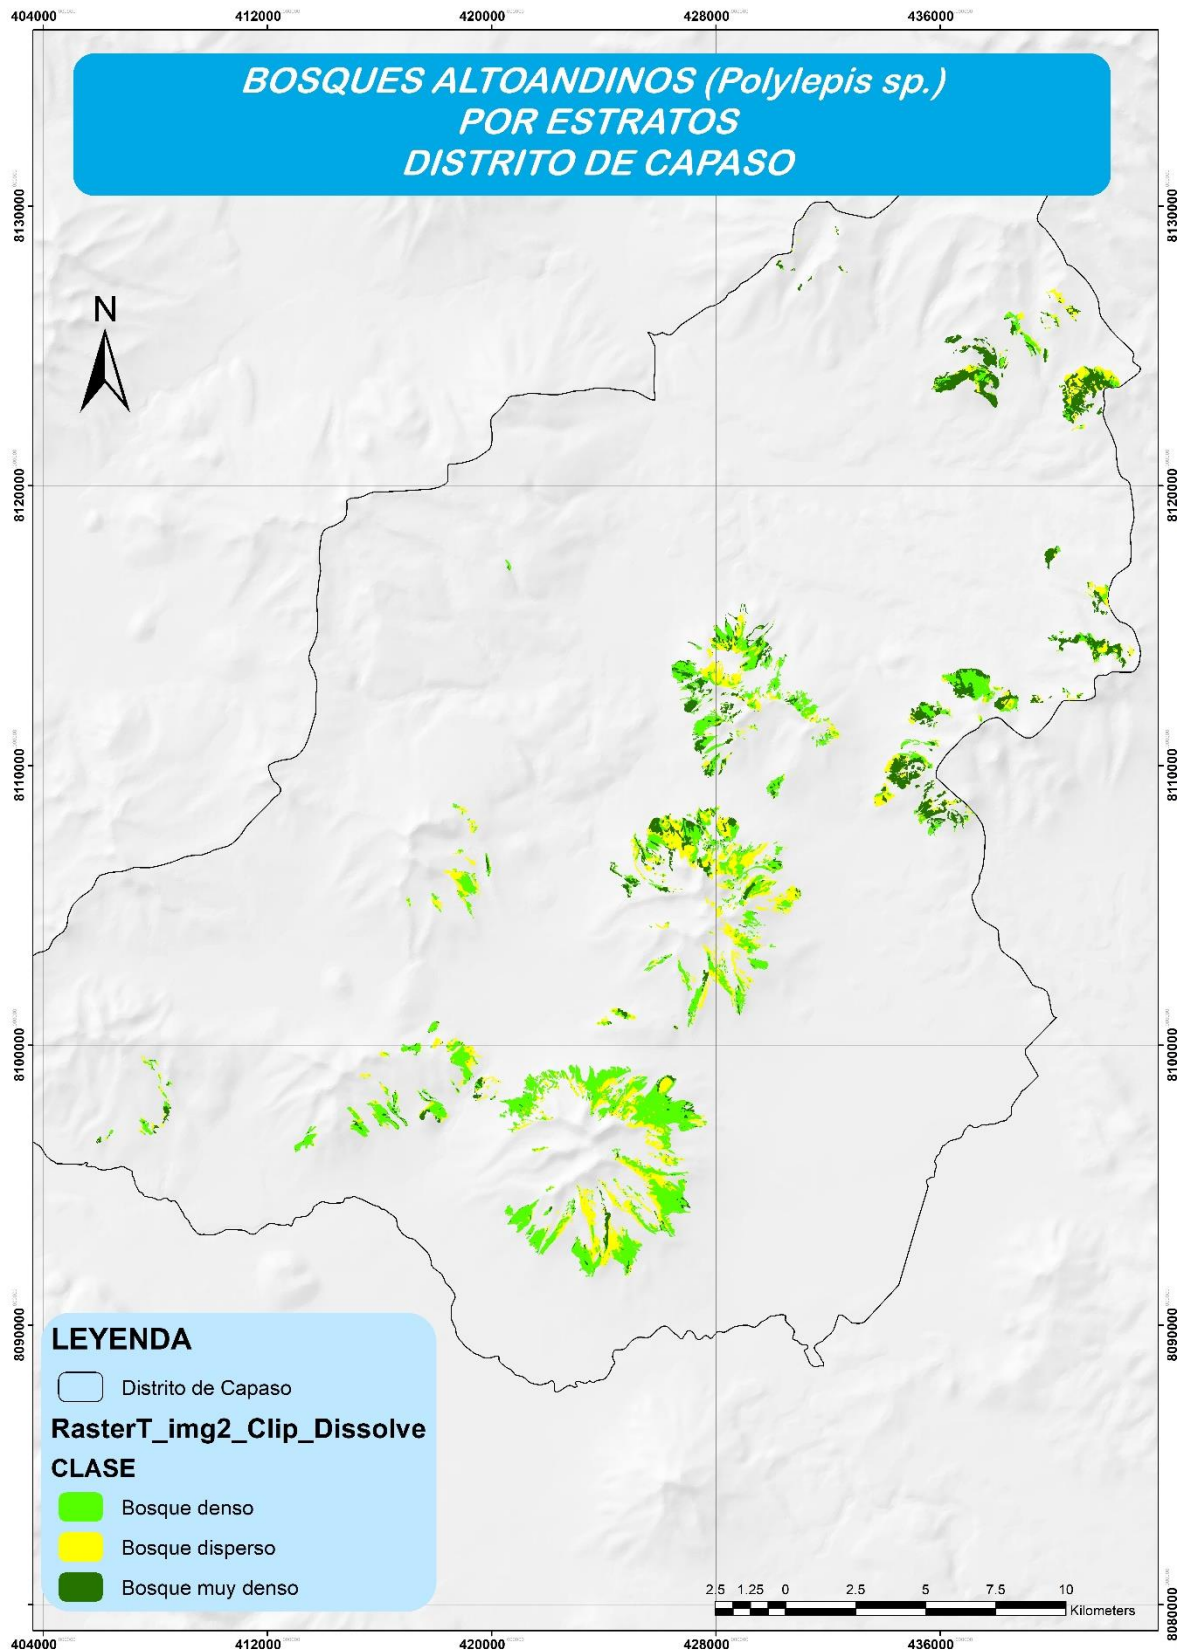 404000 412000 420000 428000 436000
BOSQUES ALTOANDINOS (Polylepis sp.)
POR ESTRATOS
DISTRITO DE CAPASO
8130000 8130000
N
8120000 8120000
8110000 8110000
8100000 8100000
8090000 8090000
LEYENDA
Distrito de Capaso
RasterT_img2_Clip_Dissolve
CLASE
Bosque denso
Bosque disperso
Bosque muy denso
2.5 1.25 0 2.5 5 7.5 10
Kilometers
8080000 8080000
404000 412000 420000 428000 436000